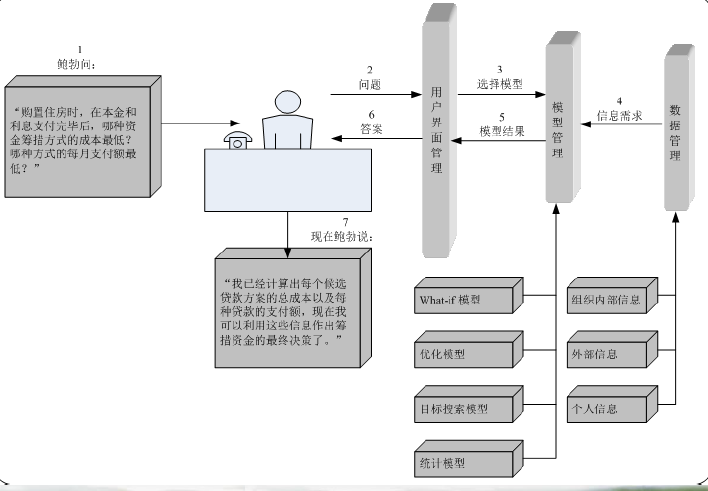 1
鲍勃问：
“购置住房时，在本金和
利息支付完毕后，哪种资
金筹措方式的成本最低？
哪种方式的每月支付额最
低？”
2
问题
6
答案
用户界面管理
3
选择模型
5
模型结果
模型管理
4
信息需求
数据管理
7
现在鲍勃说：
“我已经计算出每个候选
贷款方案的总成本以及每
种贷款的支付额，现在我
可以利用这些信息作出筹
措资金的最终决策了。”
What-if 模型
优化模型
目标搜索模型
统计模型
组织内部信息
外部信息
个人信息